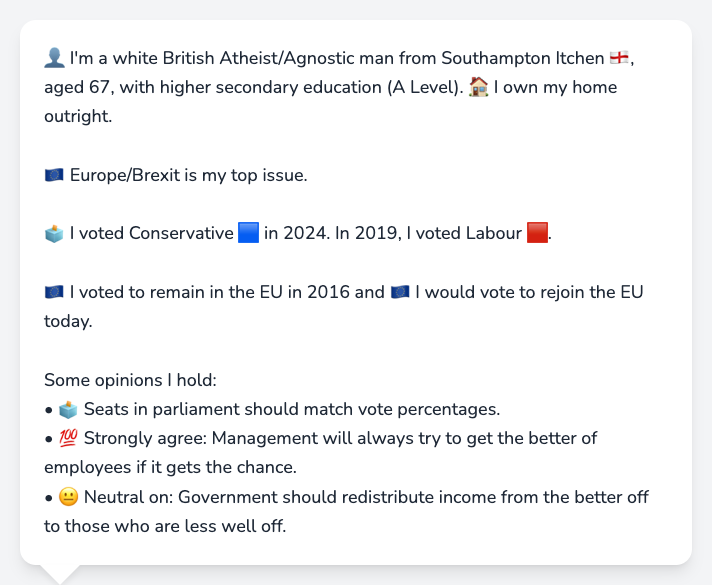 👤 I'm a white British Atheist/Agnostic man from Southampton Itchen 🏴󠁧󠁢󠁥󠁮󠁧󠁿,
aged 67, with higher secondary education (A Level). 🏠 I own my home
outright.
🇪🇺 Europe/Brexit is my top issue.
🗳️ I voted Conservative 🟦 in 2024. In 2019, I voted Labour 🟥.
🇪🇺 I voted to remain in the EU in 2016 and 🇪🇺 I would vote to rejoin the EU
today.
Some opinions I hold:
• 🗳️ Seats in parliament should match vote percentages.
• 💯 Strongly agree: Management will always try to get the better of
employees if it gets the chance.
• 😐 Neutral on: Government should redistribute income from the better off
to those who are less well off.